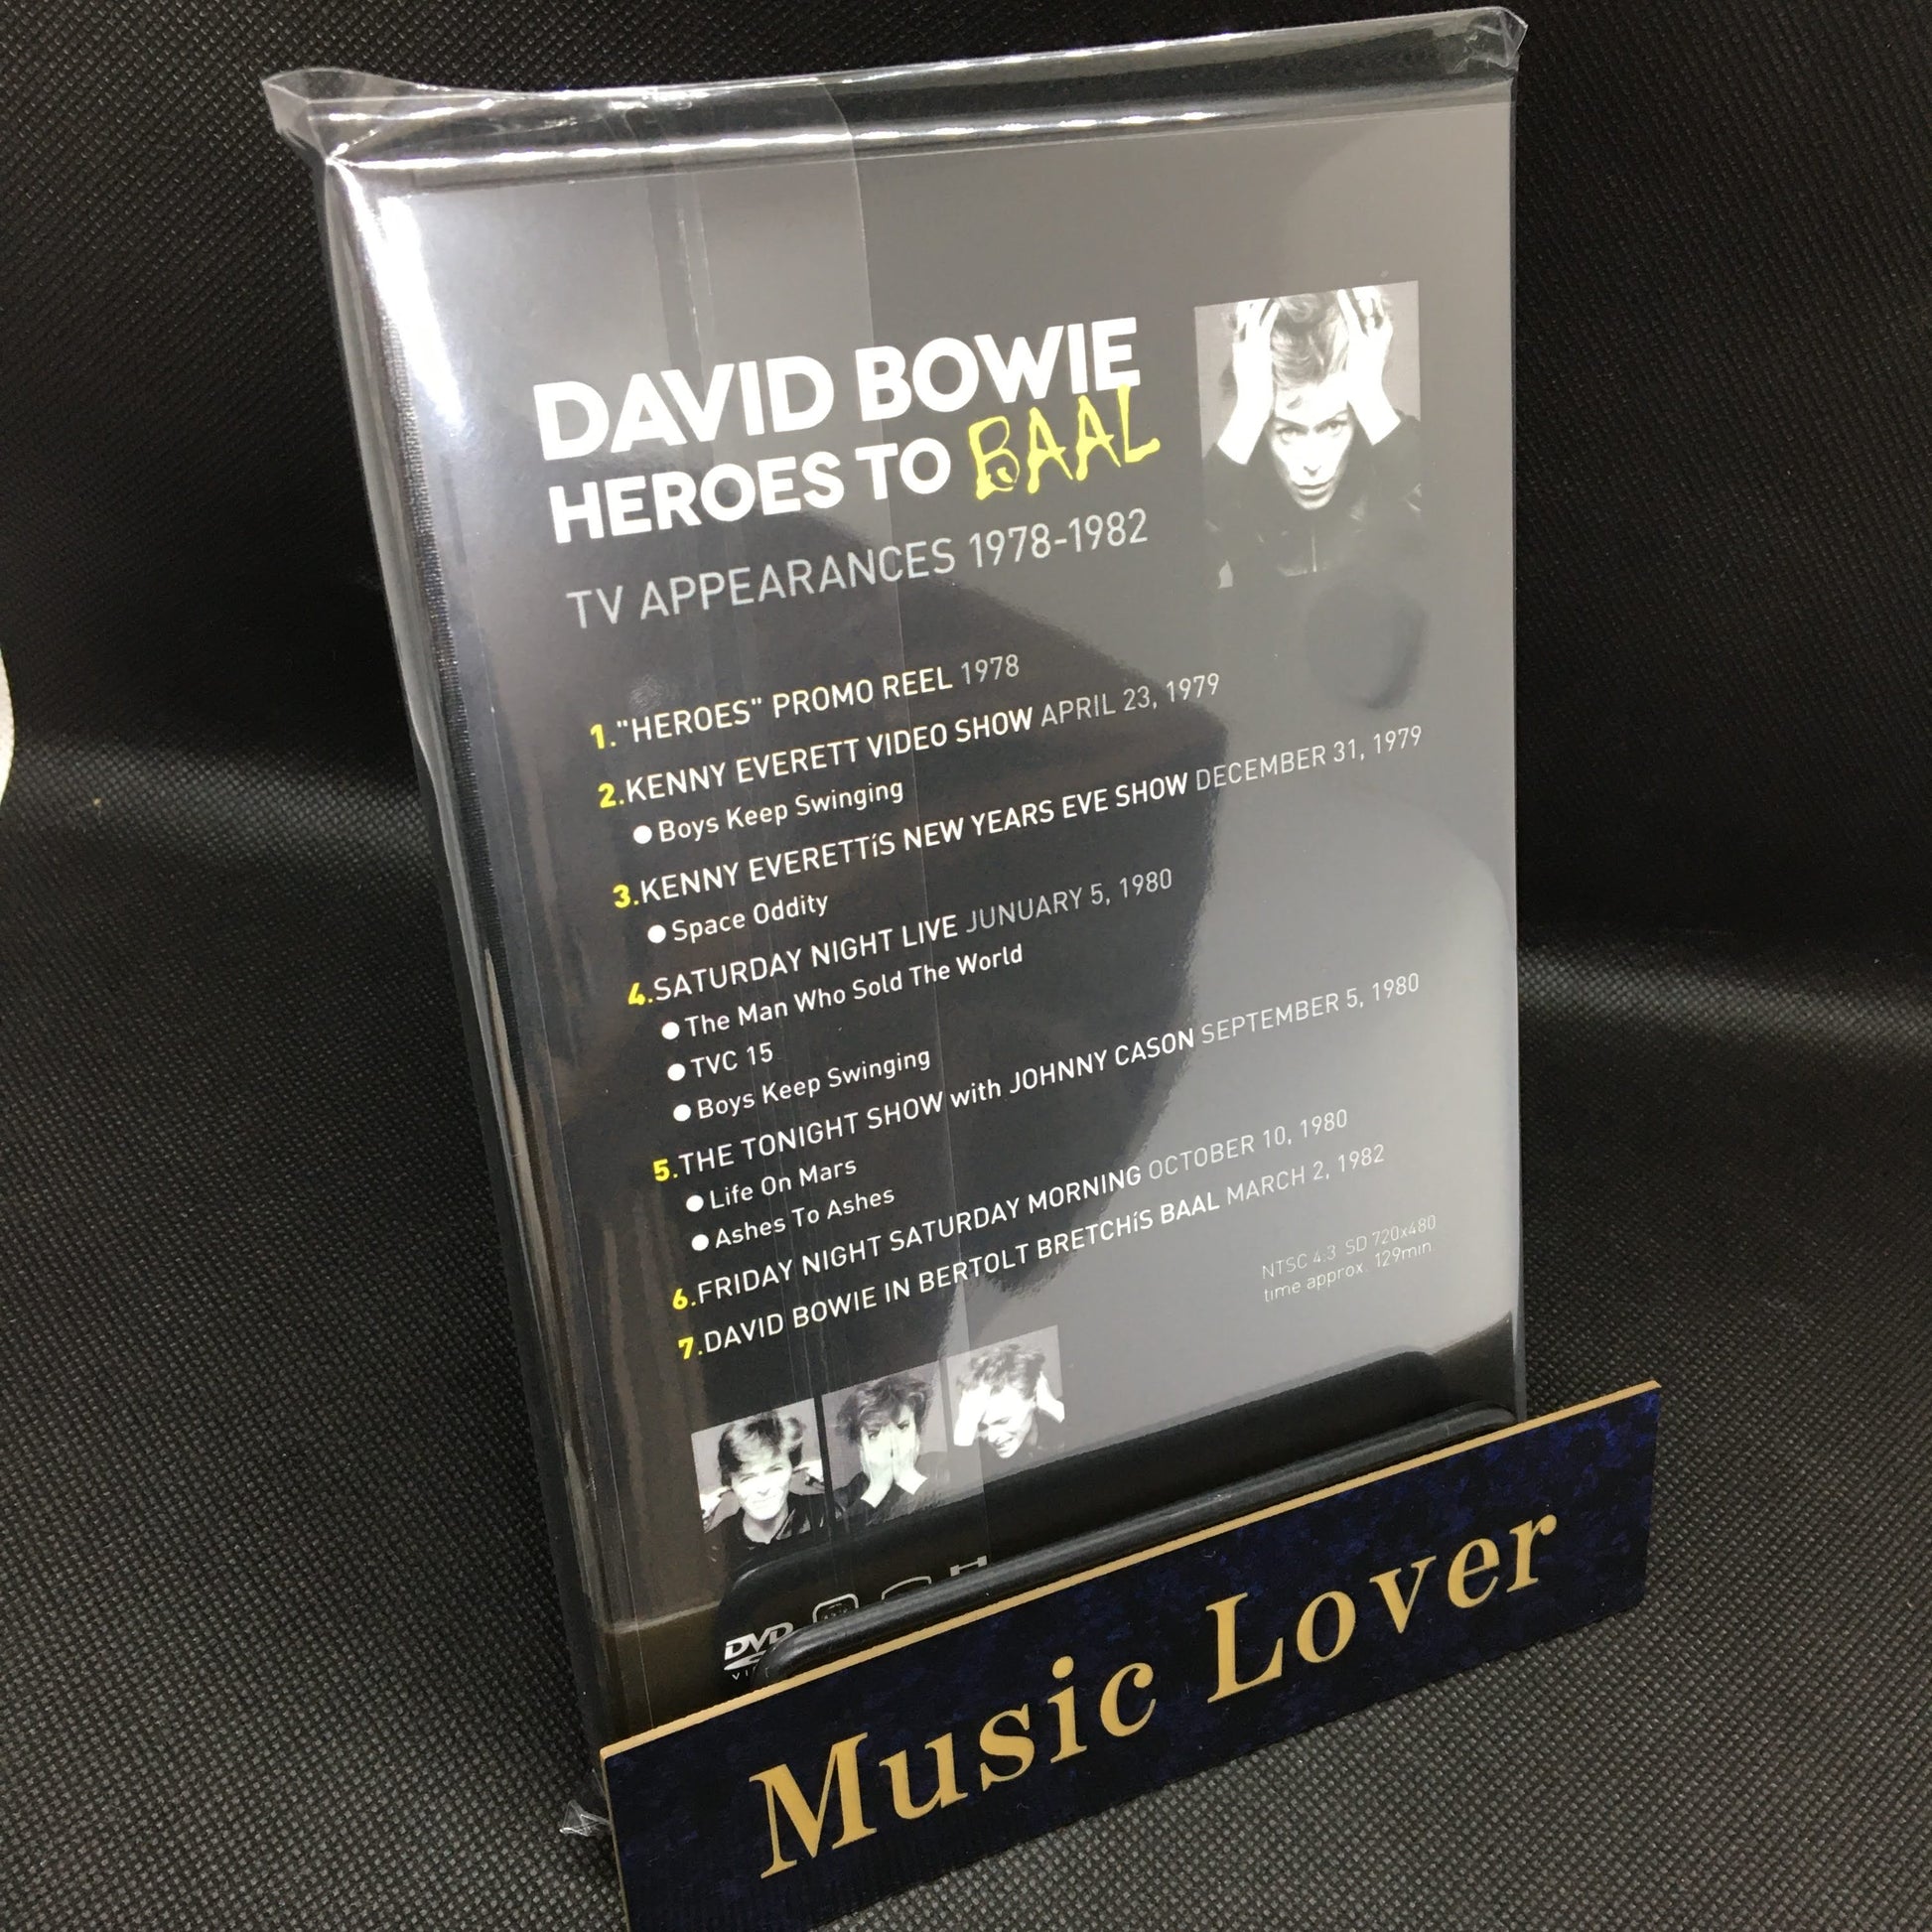 DAVID BOWIE
HEROES TO BAAL
TV APPEARANCES 1978-1982
1."HEROES" PROMO REEL 1978
2.KENNY EVERETT VIDEO SHOW APRIL 23, 1979
●Boys Keep Swinging
3.KENNY EVERETTíS NEW YEARS EVE SHOW DECEMBER 31, 1979
●Space Oddity
4.SATURDAY NIGHT LIVE JUNUARY 5, 1980
●The Man Who Sold The World
●TVC 15
●Boys Keep Swinging
5.THE TONIGHT SHOW with JOHNNY CASON SEPTEMBER 5, 1980
●Life On Mars
●Ashes To Ashes
6.FRIDAY NIGHT SATURDAY MORNING OCTOBER 10, 1980
7.DAVID BOWIE IN BERTOLT BRETCHíS BAAL MARCH 2, 1982
NTSC 4:3 SD 720x480
time approx. 129min.
DVD
Music Lover